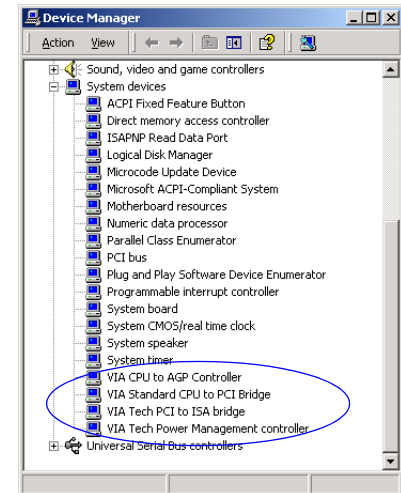 Device Manager
Action View
Sound, video and game controllers
System devices
ACPI Fixed Feature Button
Direct memory access controller
ISAPNP Read Data Port
Logical Disk Manager
Microcode Update Device
Microsoft ACPI-Compliant System
Motherboard resources
Numeric data processor
Parallel Class Enumerator
PCI bus
Plug and Play Software Device Enumerator
Programmable interrupt controller
System board
System CMOS/real time clock
System speaker
System timer
VIA CPU to AGP Controller
VIA Standard CPU to PCI Bridge
VIA Tech PCI to ISA bridge
VIA Tech Power Management controller
Universal Serial Bus controllers